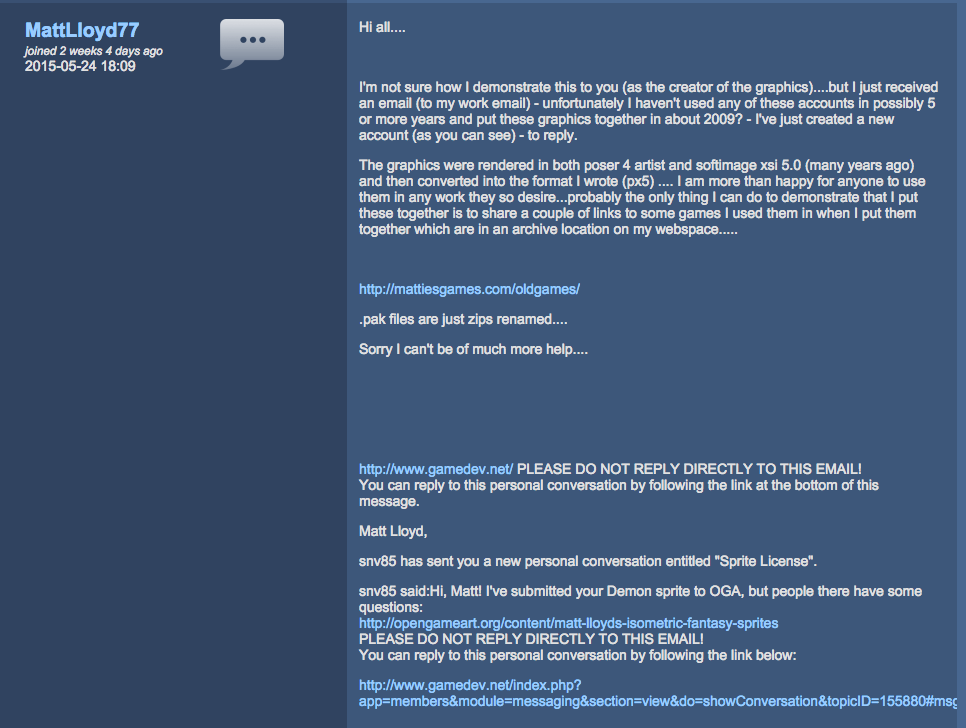 MattLloyd77
joined 2 weeks 4 days ago
2015-05-24 18:09
Hi all....
I'm not sure how I demonstrate this to you (as the creator of the graphics)....but I just received
an email (to my work email) - unfortunately I haven't used any of these accounts in possibly 5
or more years and put these graphics together in about 2009? - I've just created a new
account (as you can see) - to reply.
The graphics were rendered in both poser 4 artist and softimage xsi 5.0 (many years ago)
and then converted into the format I wrote (px5) .... I am more than happy for anyone to use
them in any work they so desire...probably the only thing I can do to demonstrate that I put
these together is to share a couple of links to some games I used them in when I put them
together which are in an archive location on my webspace.....
http://mattiesgames.com/oldgames/
.pak files are just zips renamed....
Sorry I can't be of much more help....
http://www.gamedev.net/ PLEASE DO NOT REPLY DIRECTLY TO THIS EMAIL!
You can reply to this personal conversation by following the link at the bottom of this
message.
Matt Lloyd,
snv85 has sent you a new personal conversation entitled "Sprite License".
snv85 said:Hi, Matt! I've submitted your Demon sprite to OGA, but people there have some
questions:
http://opengameart.org/content/matt-lloyds-isometric-fantasy-sprites
PLEASE DO NOT REPLY DIRECTLY TO THIS EMAIL!
You can reply to this personal conversation by following the link below:
http://www.gamedev.net/index.php?
app=members&module=messaging&section=view&do=showConversation&topicID=155880#msg